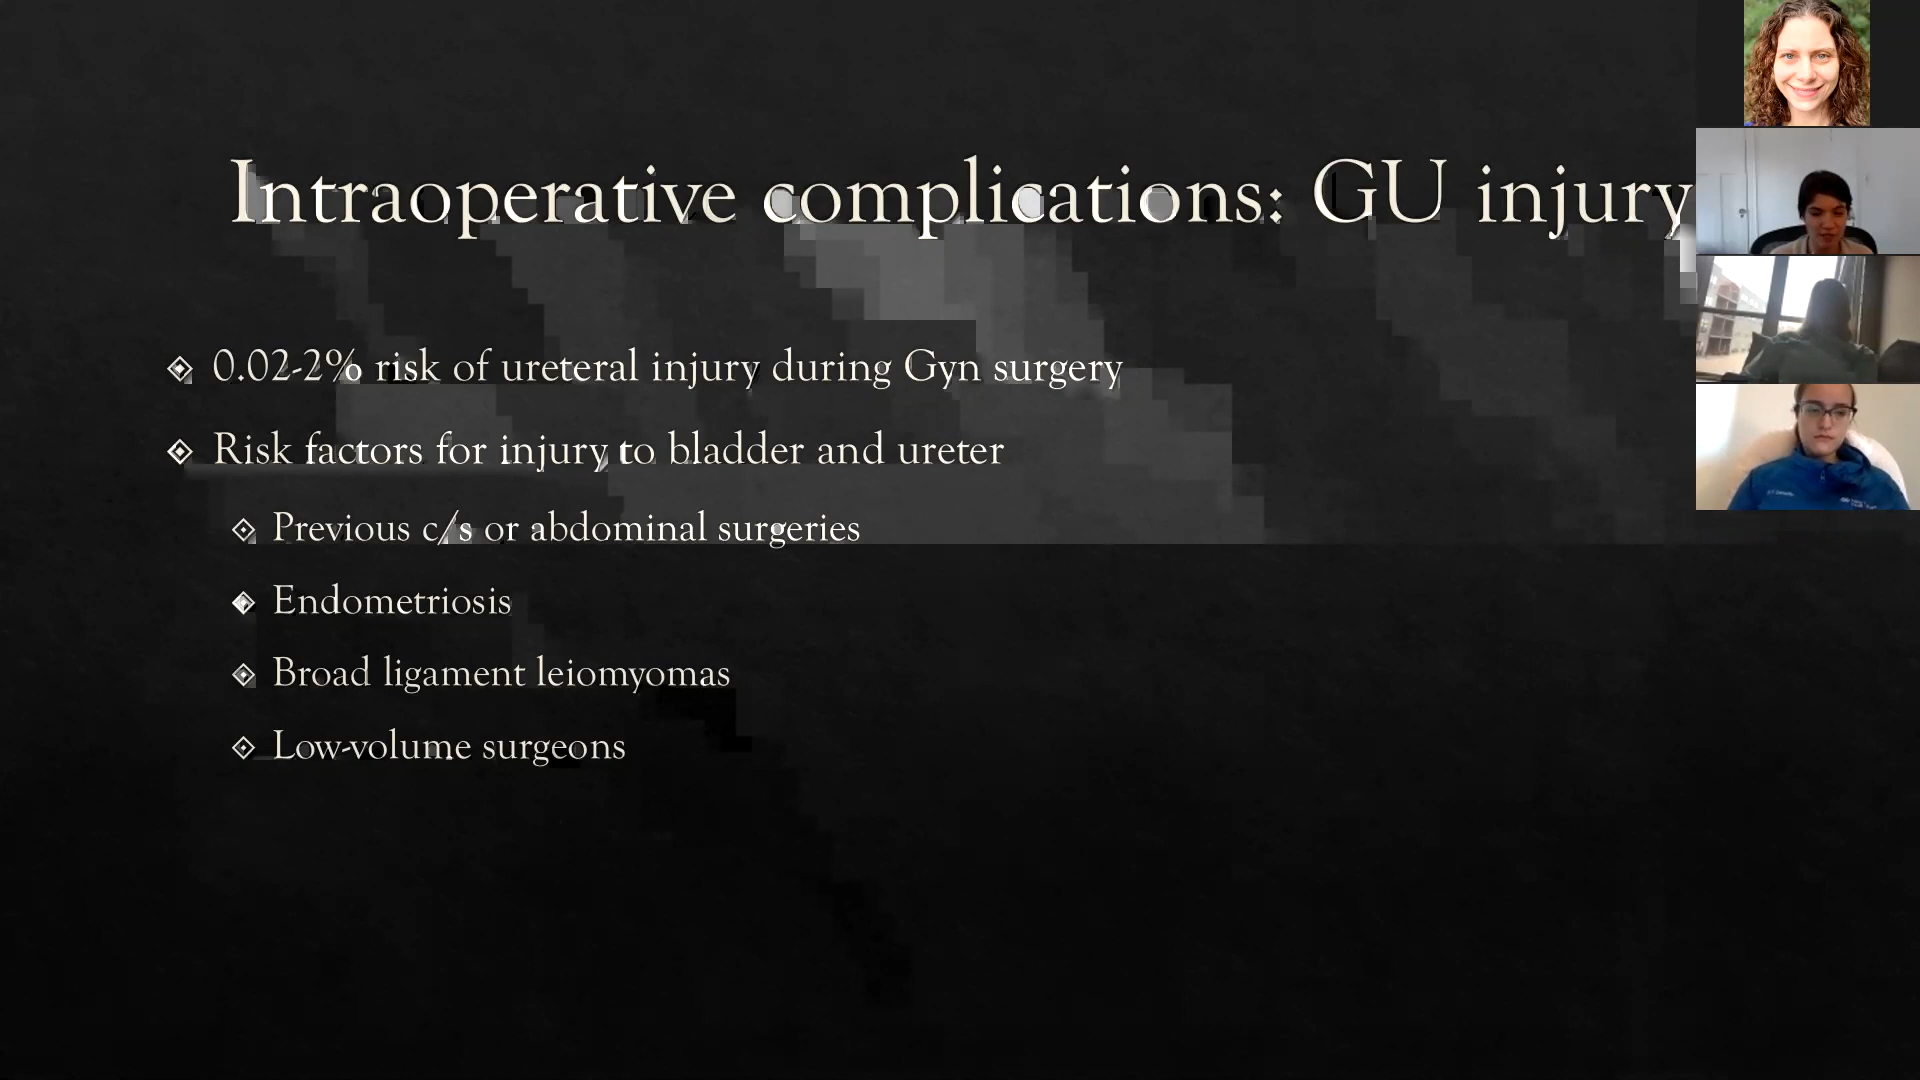 Intraoperative complications: GU injury
0.02-2% risk of ureteral injury during Gyn surgery
Risk factors for injury to bladder and ureter
Previous c/s or abdominal surgeries
Endometriosis
Broad ligament leiomyomas
Low-volume surgeons